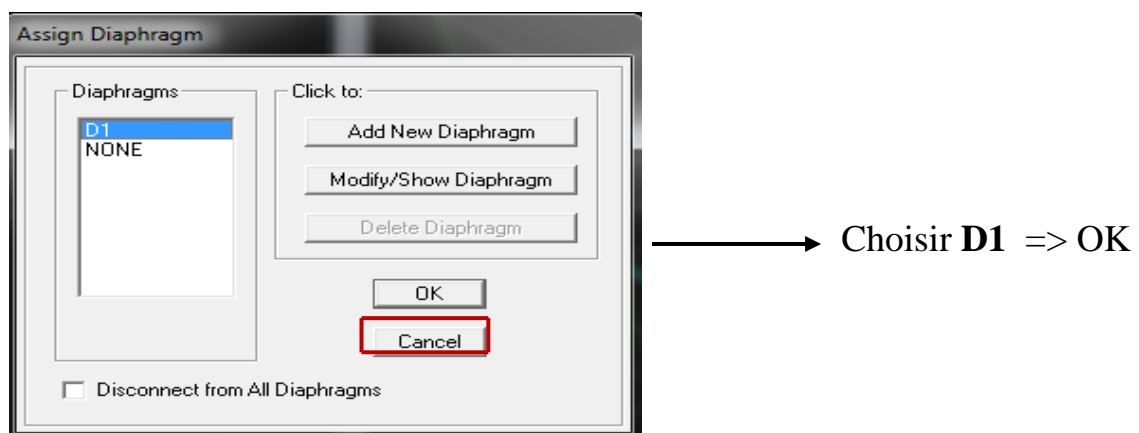 Assign Diaphragm
Diaphragms
D1
NONE
Click to:
Add New Diaphragm
Modify/Show Diaphragm
Delete Diaphragm
OK
Cancel
Disconnect from All Diaphragms
Choisir D1 => OK